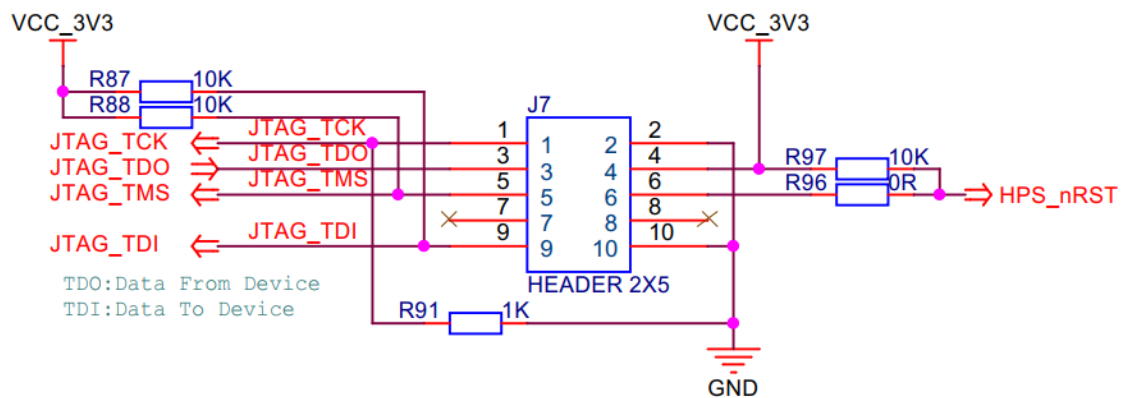 VCC_3V3 VCC_3V3
R87 10K
R88 10K J7
JTAG_TCK JTAG_TCK 1 1 2 2
JTAG_TDO JTAG_TDO 3 3 4 4 R97 10K
JTAG_TMS JTAG_TMS 5 5 6 6 R96 0R HPS_nRST
7 7 8 8
JTAG_TDI JTAG_TDI 9 9 10 10
TDO:Data From Device HEADER 2X5
TDI:Data To Device R91 1K
GND